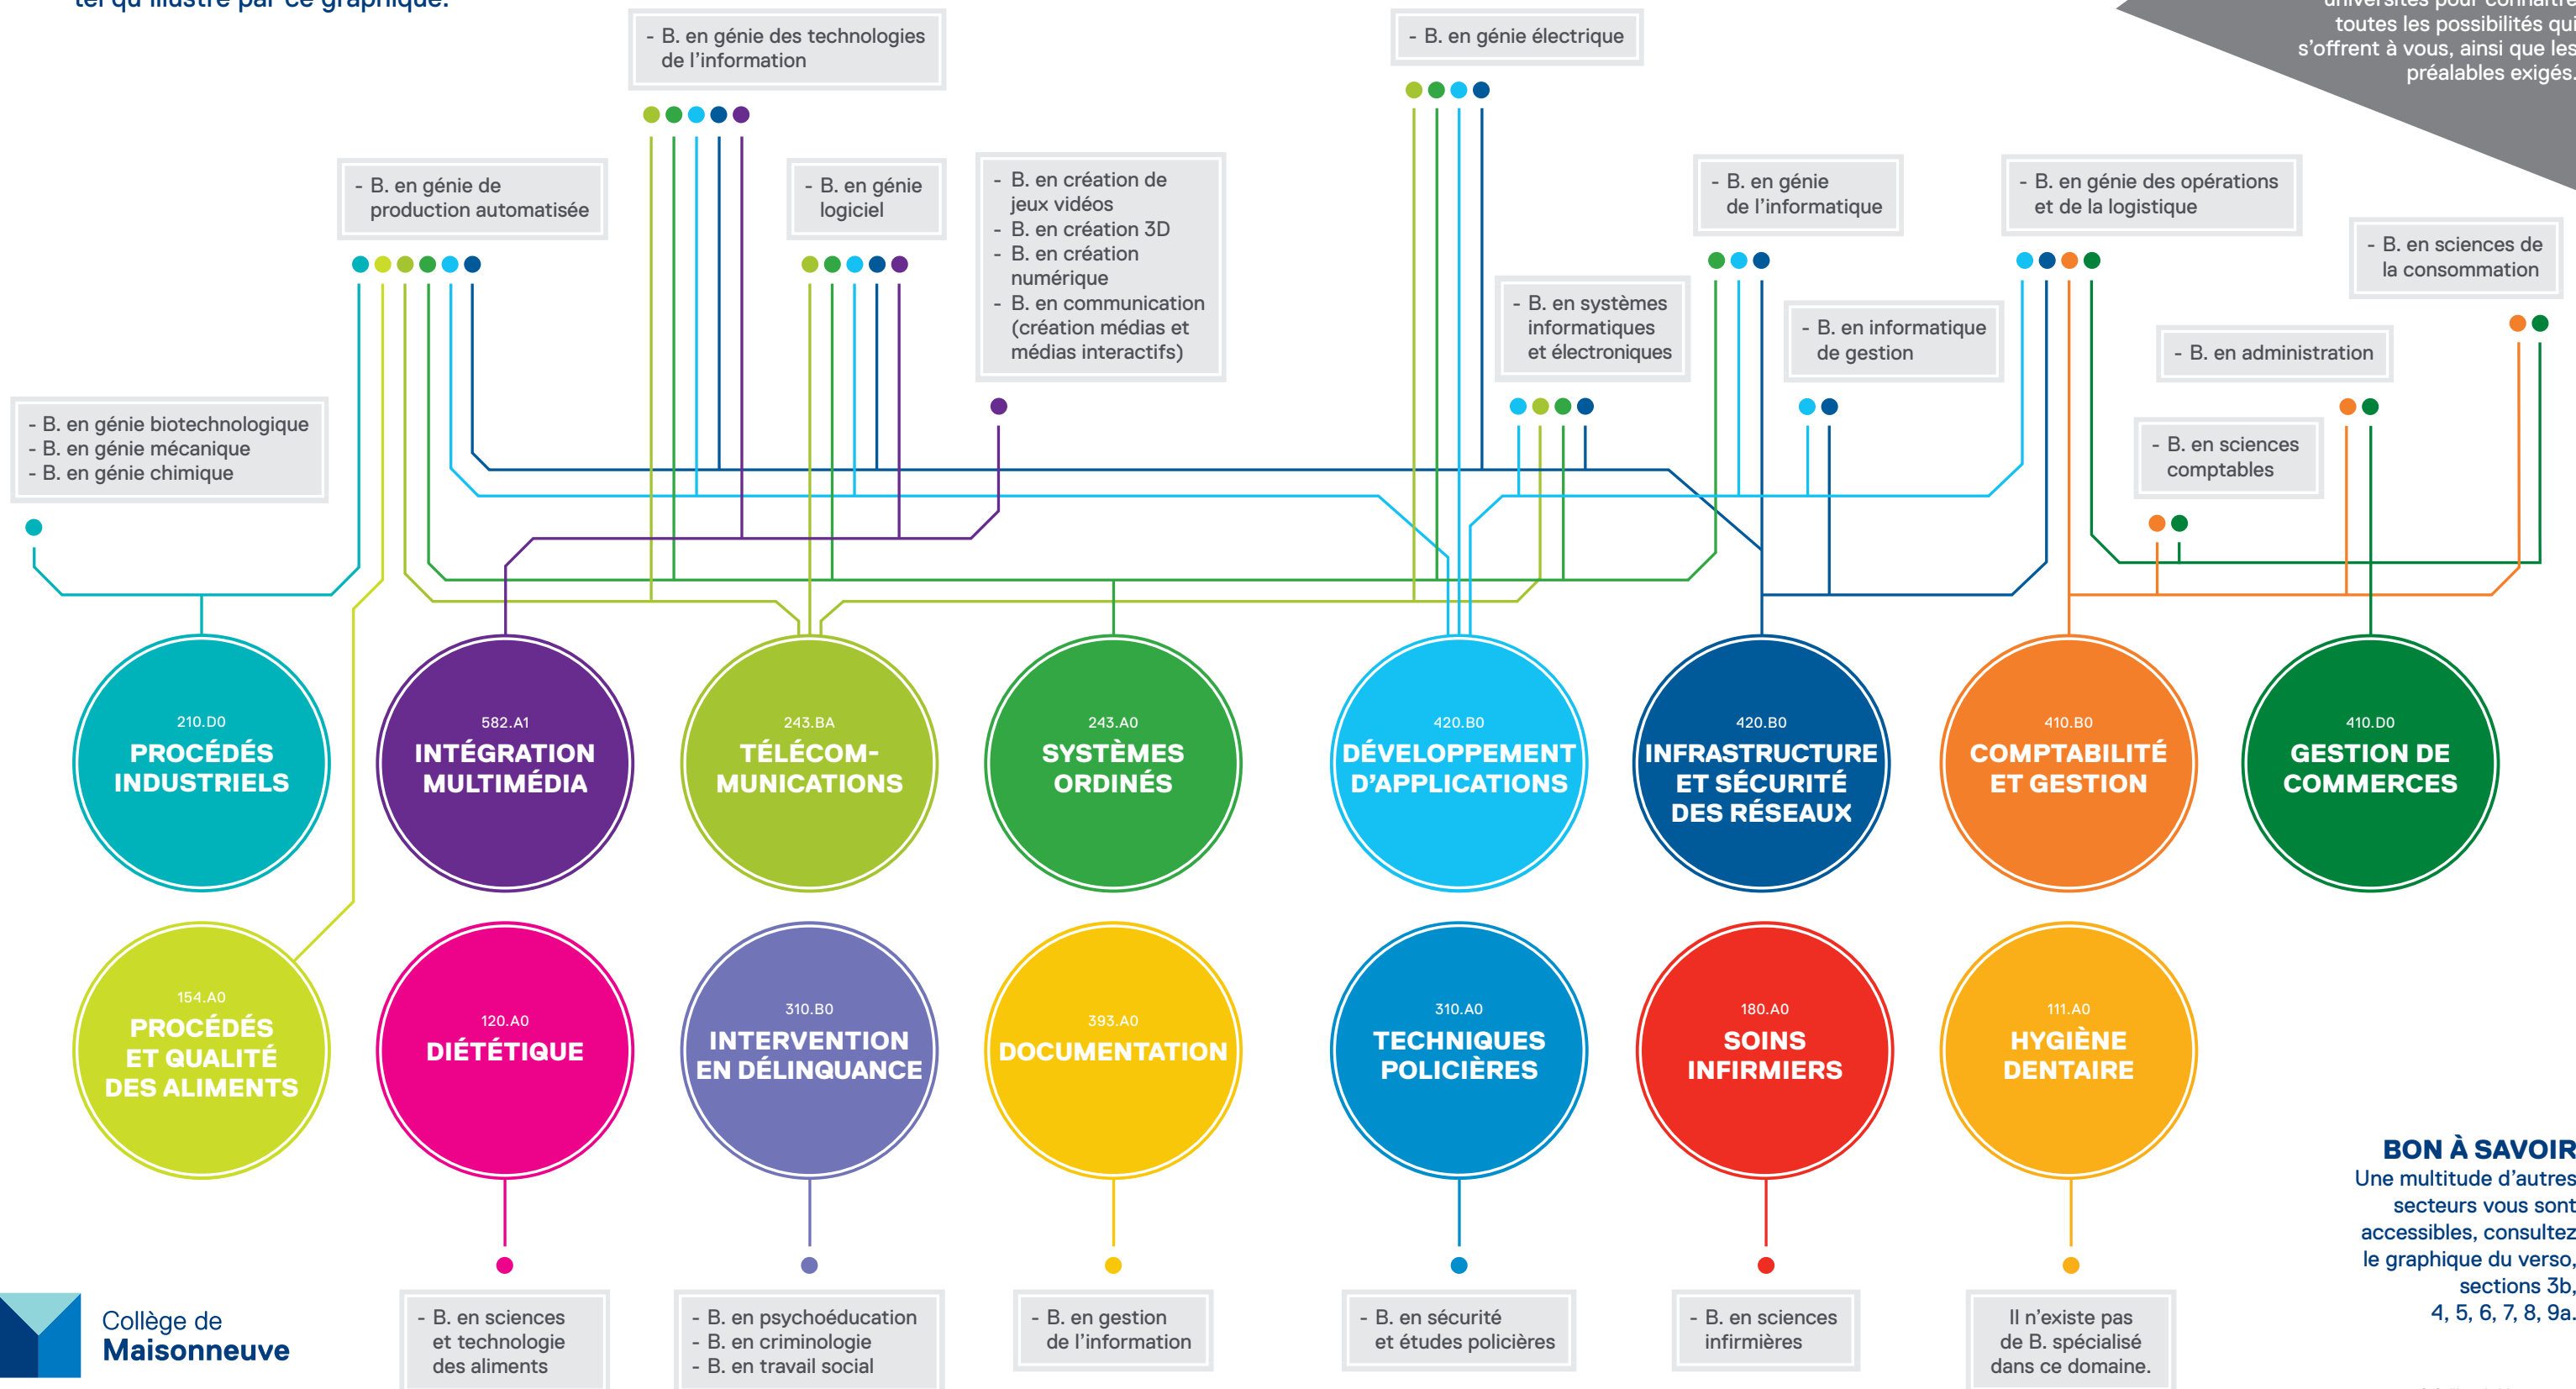 tel qu'illustré par ce graphique.
universités pour connaître
toutes les possibilités qui
s'offrent à vous, ainsi que les
préalables exigés.
- B. en génie des technologies
de l'information
- B. en génie électrique
- B. en génie de
production automatisée
- B. en génie
logiciel
- B. en création de
jeux vidéos
- B. en création 3D
- B. en création
numérique
- B. en communication
(création médias et
médias interactifs)
- B. en génie
de l'informatique
- B. en génie des opérations
et de la logistique
- B. en sciences de
la consommation
- B. en systèmes
informatiques
et électroniques
- B. en informatique
de gestion
- B. en administration
- B. en génie biotechnologique
- B. en génie mécanique
- B. en génie chimique
- B. en sciences
comptables
210.D0
PROCÉDÉS
INDUSTRIELS
582.A1
INTÉGRATION
MULTIMÉDIA
243.BA
TÉLÉCOM-
MUNICATIONS
243.A0
SYSTÈMES
ORDINÉS
420.B0
DÉVELOPPEMENT
D'APPLICATIONS
420.B0
INFRASTRUCTURE
ET SÉCURITÉ
DES RÉSEAUX
410.B0
COMPTABILITÉ
ET GESTION
410.D0
GESTION DE
COMMERCES
154.A0
PROCÉDÉS
ET QUALITÉ
DES ALIMENTS
120.A0
DIÉTÉTIQUE
310.B0
INTERVENTION
EN DÉLINQUANCE
393.A0
DOCUMENTATION
310.A0
TECHNIQUES
POLICIÈRES
180.A0
SOINS
INFIRMIERS
111.A0
HYGIÈNE
DENTAIRE
BON À SAVOIR
Une multitude d'autres
secteurs vous sont
accessibles, consultez
le graphique du verso,
sections 3b,
4, 5, 6, 7, 8, 9a.
Collège de
Maisonneuve
- B. en sciences
et technologie
des aliments
- B. en psychoéducation
- B. en criminologie
- B. en travail social
- B. en gestion
de l'information
- B. en sécurité
et études policières
- B. en sciences
infirmières
Il n'existe pas
de B. spécialisé
dans ce domaine.